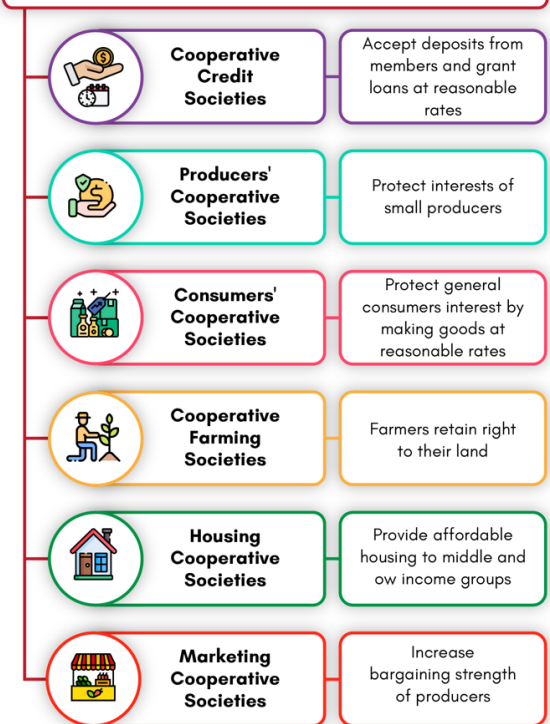 Cooperative
Credit
Societies
Accept deposits from
members and grant
loans at reasonable
rates
Producers'
Cooperative
Societies
Protect interests of
small producers
Consumers'
Cooperative
Societies
Protect general
consumers interest by
making goods at
reasonable rates
Cooperative
Farming
Societies
Farmers retain right
to their land
Housing
Cooperative
Societies
Provide affordable
housing to middle and
ow income groups
Marketing
Cooperative
Societies
Increase
bargaining strength
of producers